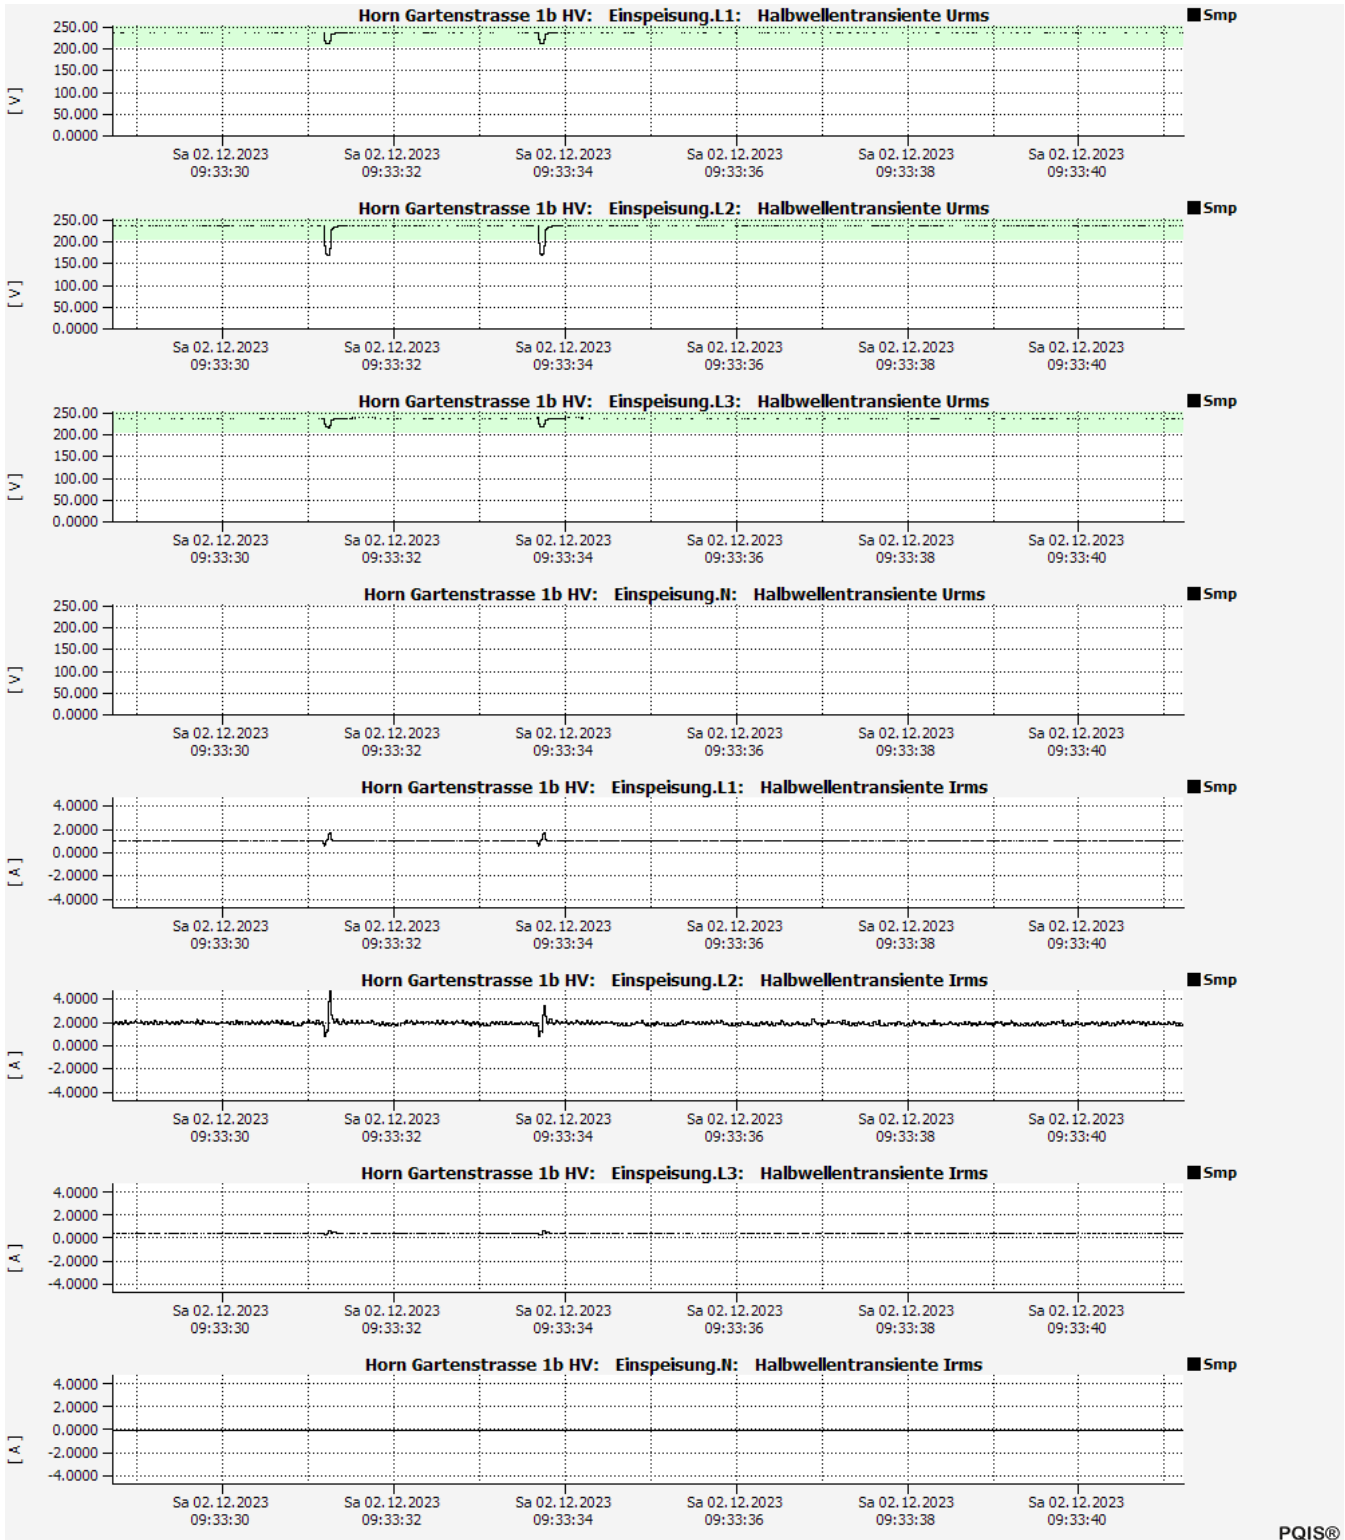 Horn Gartenstrasse 1b HV: Einspeisung.L1: Halbwellentransiente Urms
Smp
250.00
200.00
150.00
100.00
50.000
0.0000
[ V ]
Sa 02.12.2023 Sa 02.12.2023 Sa 02.12.2023 Sa 02.12.2023 Sa 02.12.2023 Sa 02.12.2023
09:33:30 09:33:32 09:33:34 09:33:36 09:33:38 09:33:40
Horn Gartenstrasse 1b HV: Einspeisung.L2: Halbwellentransiente Urms
Smp
250.00
200.00
150.00
100.00
50.000
0.0000
[ V ]
Sa 02.12.2023 Sa 02.12.2023 Sa 02.12.2023 Sa 02.12.2023 Sa 02.12.2023 Sa 02.12.2023
09:33:30 09:33:32 09:33:34 09:33:36 09:33:38 09:33:40
Horn Gartenstrasse 1b HV: Einspeisung.L3: Halbwellentransiente Urms
Smp
250.00
200.00
150.00
100.00
50.000
0.0000
[ V ]
Sa 02.12.2023 Sa 02.12.2023 Sa 02.12.2023 Sa 02.12.2023 Sa 02.12.2023 Sa 02.12.2023
09:33:30 09:33:32 09:33:34 09:33:36 09:33:38 09:33:40
Horn Gartenstrasse 1b HV: Einspeisung.N: Halbwellentransiente Urms
Smp
250.00
200.00
150.00
100.00
50.000
0.0000
[ V ]
Sa 02.12.2023 Sa 02.12.2023 Sa 02.12.2023 Sa 02.12.2023 Sa 02.12.2023 Sa 02.12.2023
09:33:30 09:33:32 09:33:34 09:33:36 09:33:38 09:33:40
Horn Gartenstrasse 1b HV: Einspeisung.L1: Halbwellentransiente Irms
Smp
4.0000
2.0000
0.0000
-2.0000
-4.0000
[ A ]
Sa 02.12.2023 Sa 02.12.2023 Sa 02.12.2023 Sa 02.12.2023 Sa 02.12.2023 Sa 02.12.2023
09:33:30 09:33:32 09:33:34 09:33:36 09:33:38 09:33:40
Horn Gartenstrasse 1b HV: Einspeisung.L2: Halbwellentransiente Irms
Smp
4.0000
2.0000
0.0000
-2.0000
-4.0000
[ A ]
Sa 02.12.2023 Sa 02.12.2023 Sa 02.12.2023 Sa 02.12.2023 Sa 02.12.2023 Sa 02.12.2023
09:33:30 09:33:32 09:33:34 09:33:36 09:33:38 09:33:40
Horn Gartenstrasse 1b HV: Einspeisung.L3: Halbwellentransiente Irms
Smp
4.0000
2.0000
0.0000
-2.0000
-4.0000
[ A ]
Sa 02.12.2023 Sa 02.12.2023 Sa 02.12.2023 Sa 02.12.2023 Sa 02.12.2023 Sa 02.12.2023
09:33:30 09:33:32 09:33:34 09:33:36 09:33:38 09:33:40
Horn Gartenstrasse 1b HV: Einspeisung.N: Halbwellentransiente Irms
Smp
4.0000
2.0000
0.0000
-2.0000
-4.0000
[ A ]
Sa 02.12.2023 Sa 02.12.2023 Sa 02.12.2023 Sa 02.12.2023 Sa 02.12.2023 Sa 02.12.2023
09:33:30 09:33:32 09:33:34 09:33:36 09:33:38 09:33:40
PQIS®